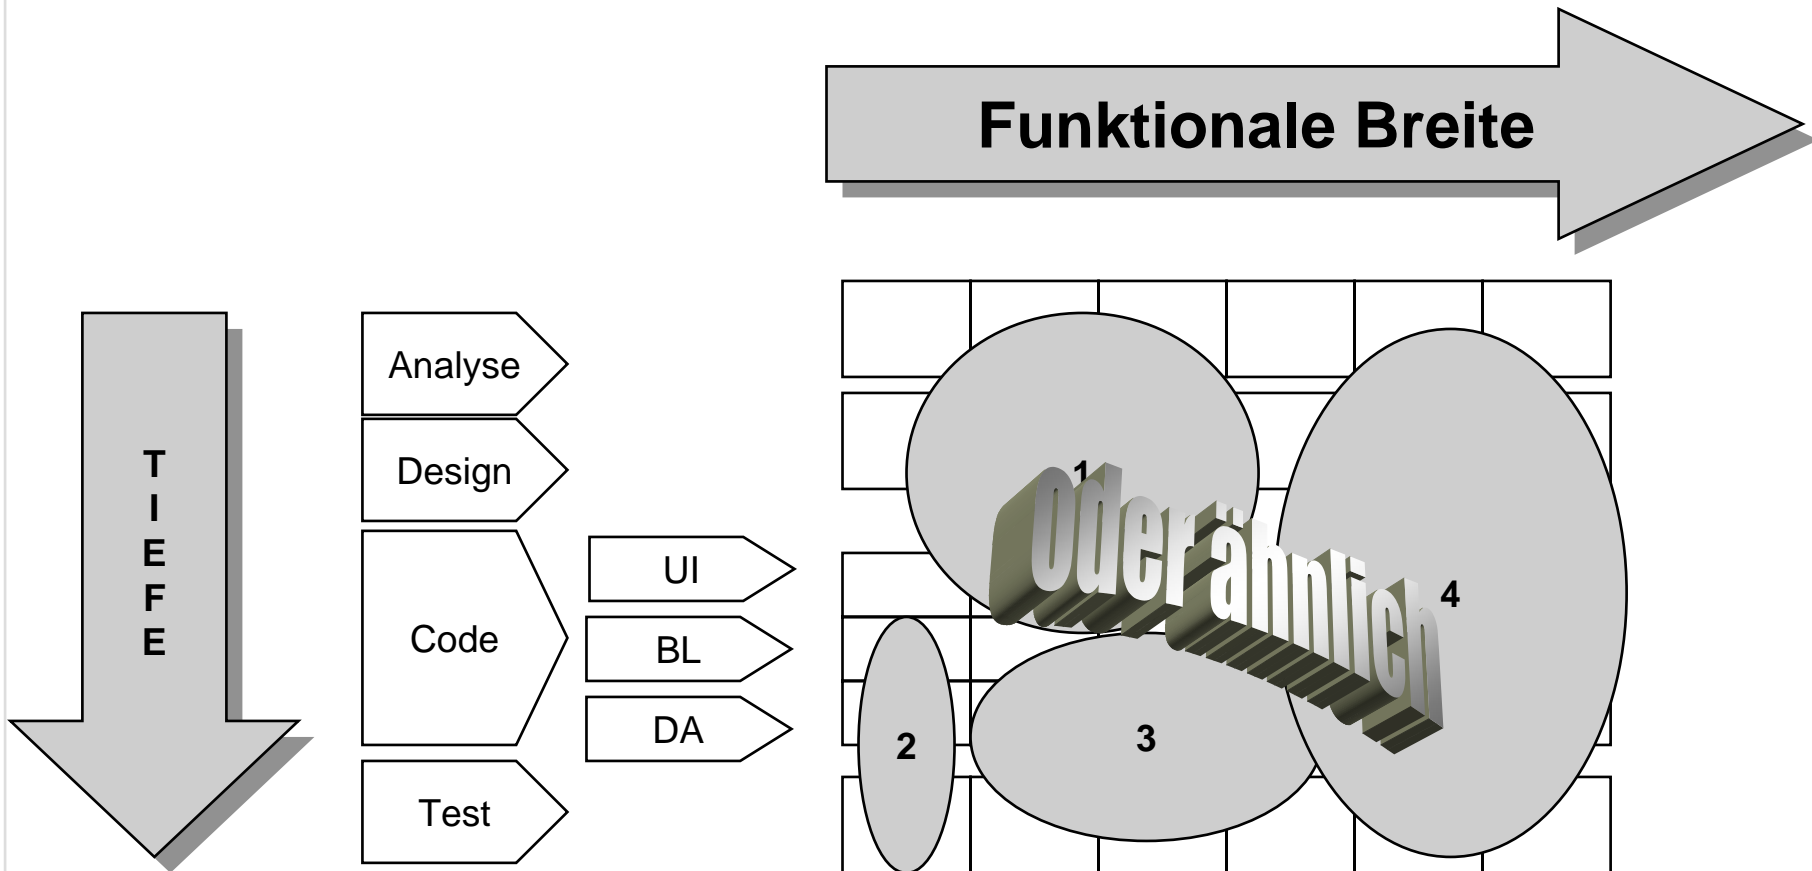 Funktionale Breite
T
I
E
F
E
Analyse
Design
Code
Test
UI
BL
DA
1
2
3
4
Oder ähnlich